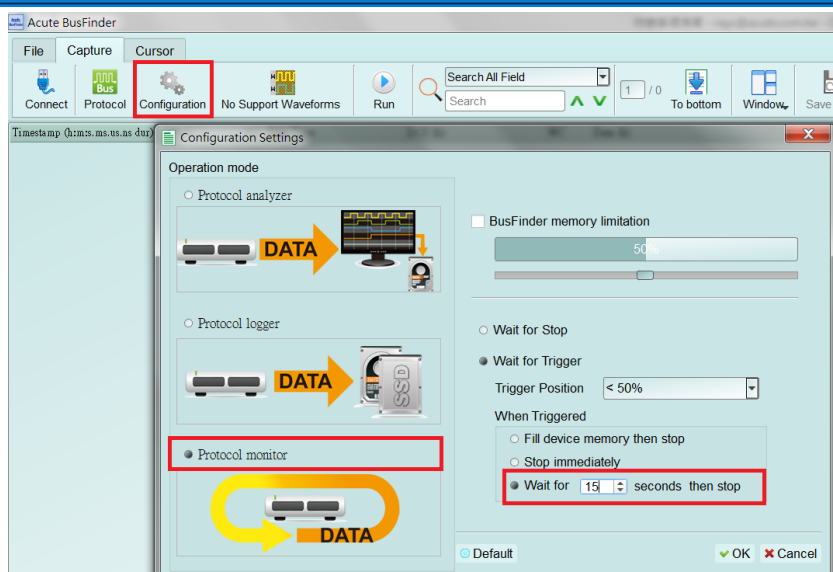 Acute BusFinder
File Capture Cursor
Bus
Connect Protocol Configuration No Support Waveforms Run
Search All Field
Search
1 / 0
To bottom Window Save
Timestamp (h:m:s.ms.us.ns dur)
Configuration Settings
Operation mode
Protocol analyzer
DATA
Protocol logger
DATA
SSD
Protocol monitor
DATA
BusFinder memory limitation
50%
Wait for Stop
Wait for Trigger
Trigger Position < 50%
When Triggered
Fill device memory then stop
Stop immediately
Wait for 15 seconds then stop
Default OK Cancel